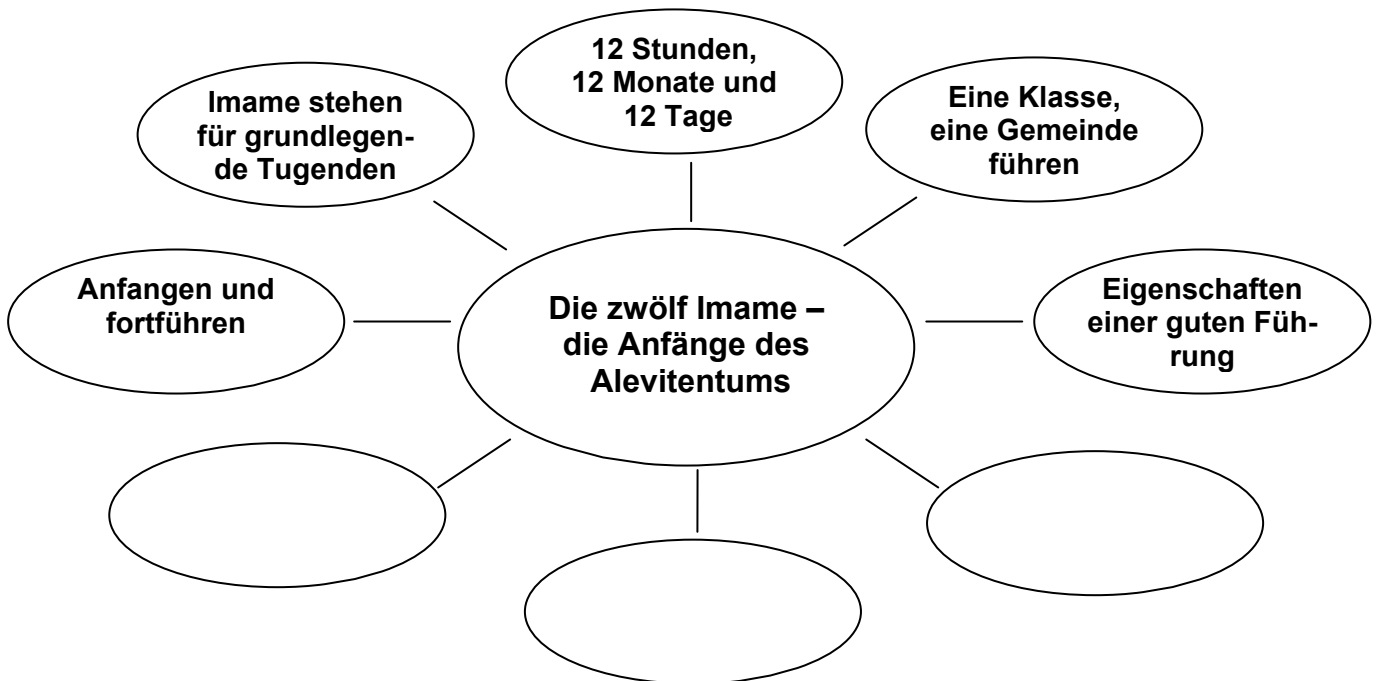 12 Stunden,
12 Monate und
12 Tage
Imame stehen
für grundlegen-
de Tugenden
Eine Klasse,
eine Gemeinde
führen
Anfangen und
fortführen
Die zwölf Imame –
die Anfänge des
Alevitentums
Eigenschaften
einer guten Füh-
rung